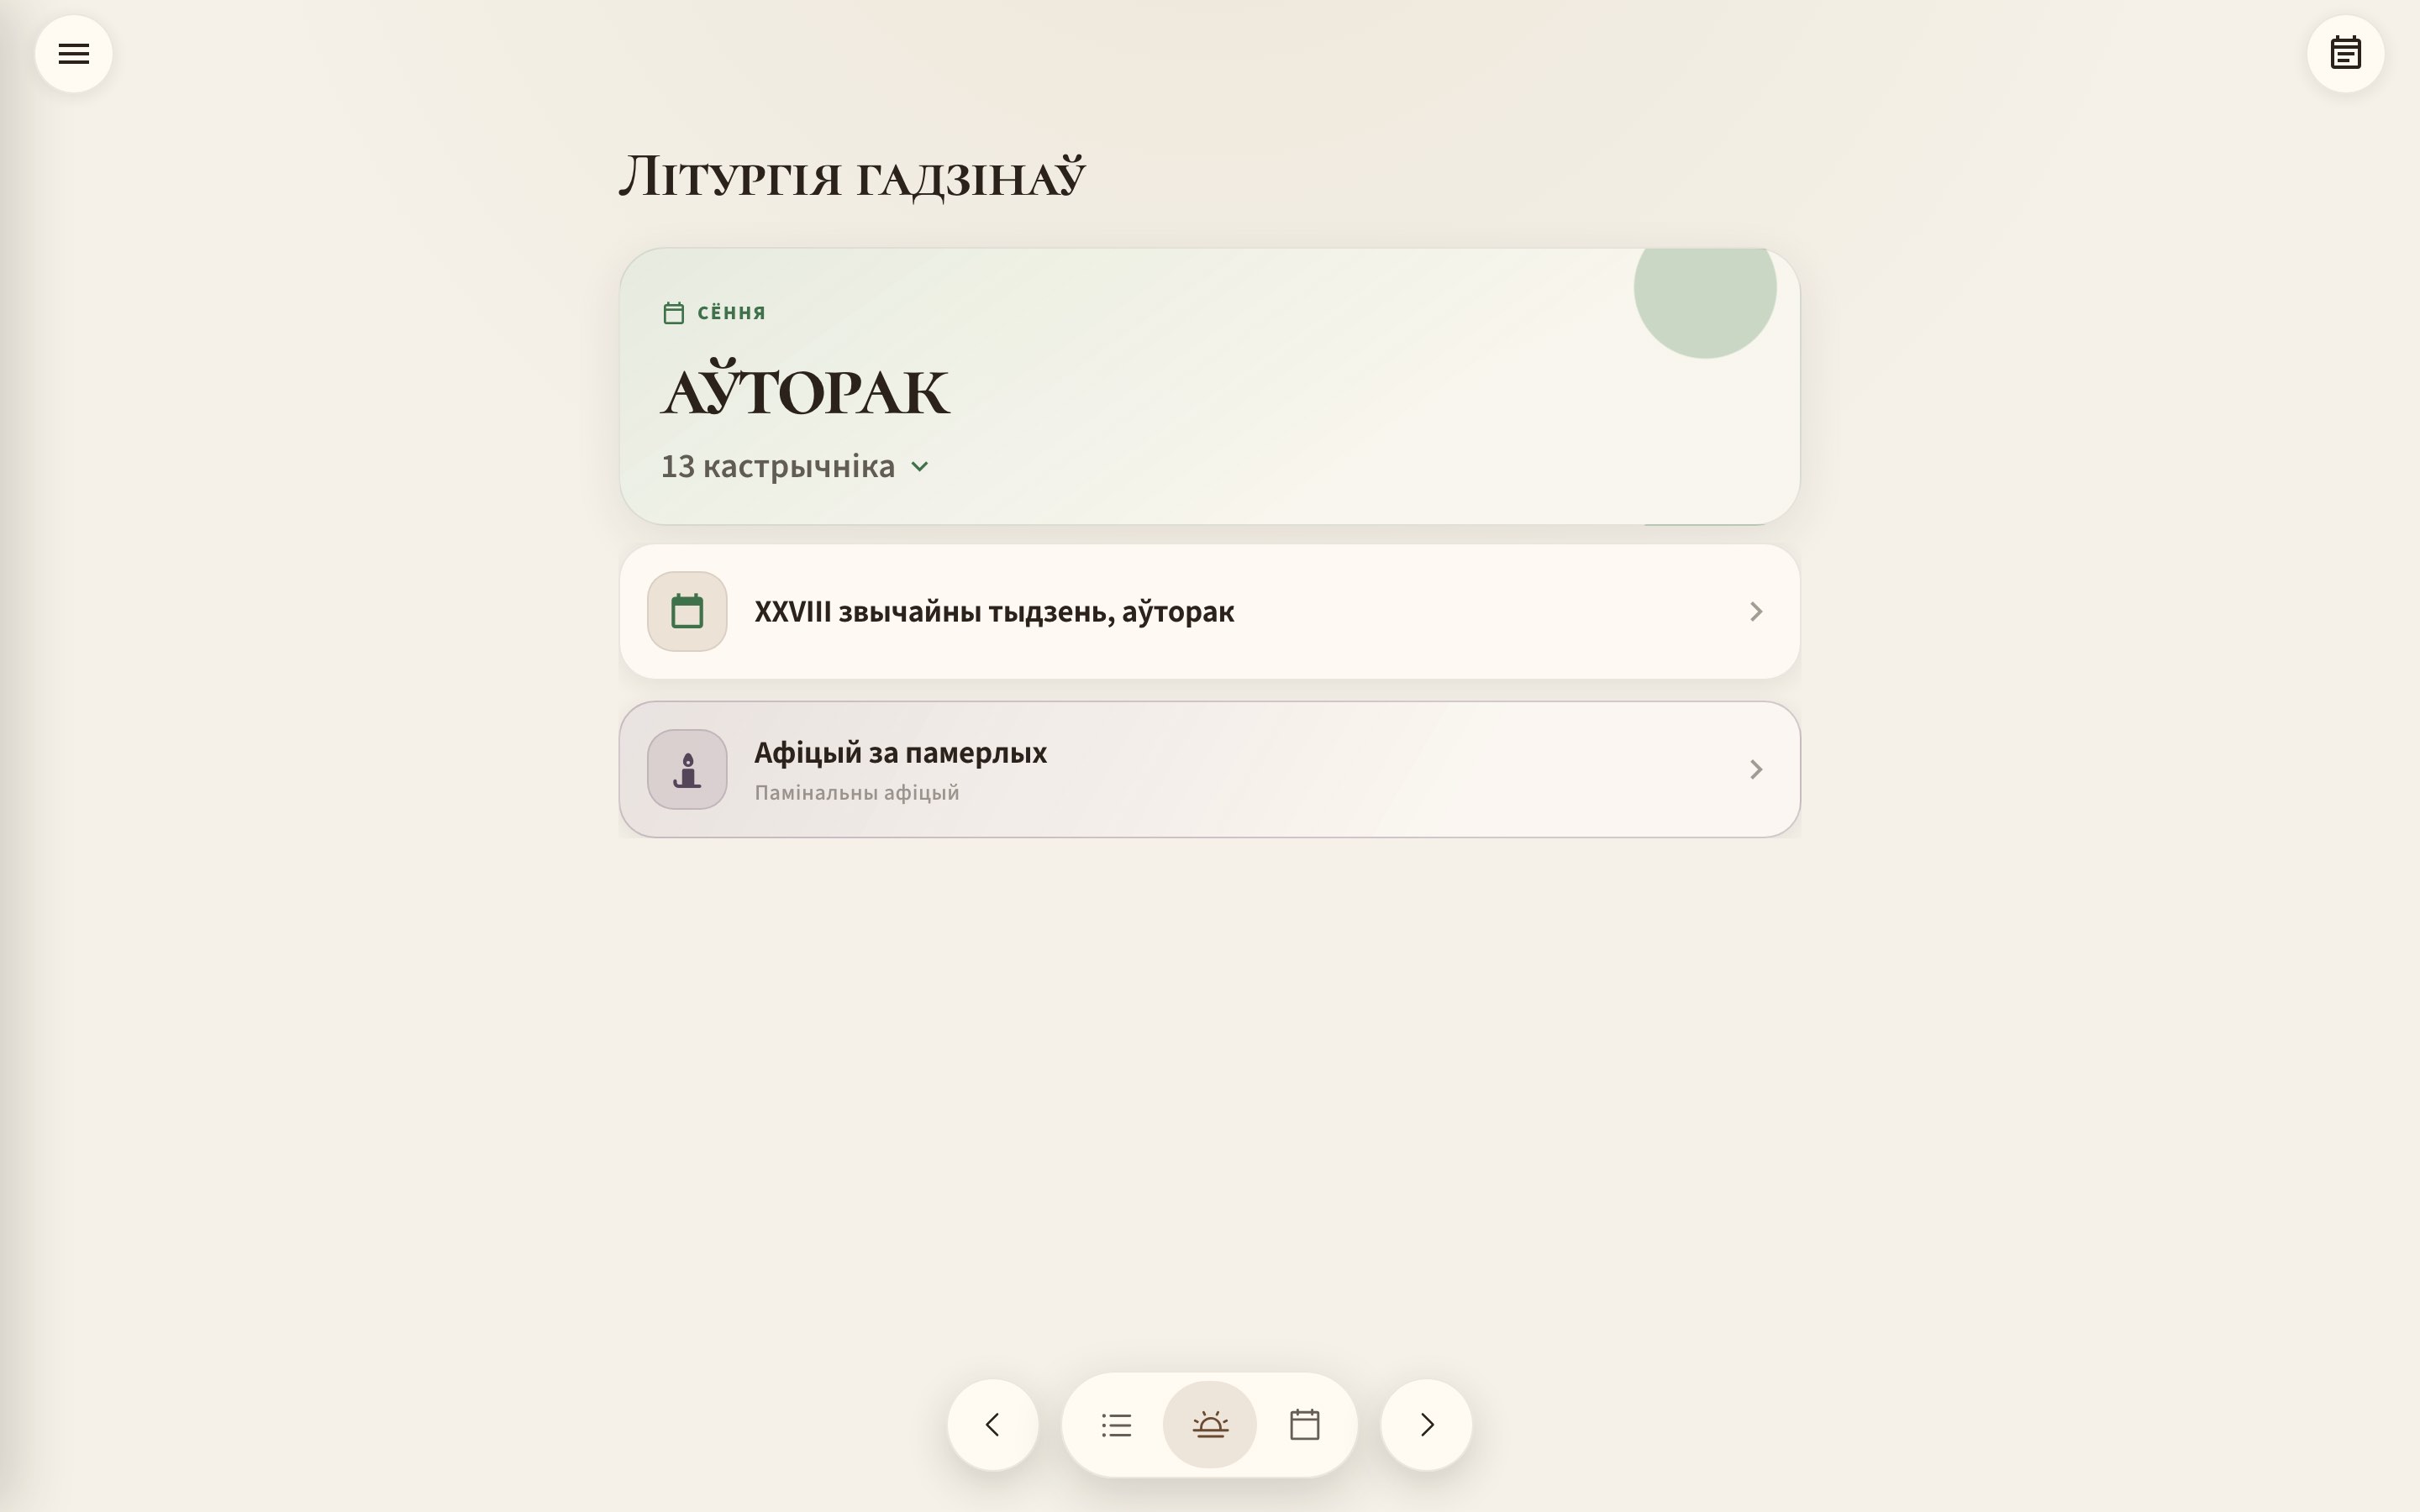 Літургія гадзінаў
СЁННЯ
АЎТОРАК
13 кастрычніка
XXVIII звычайны тыдзень, аўторак
Афіцый за памерлых
Памінальны афіцый